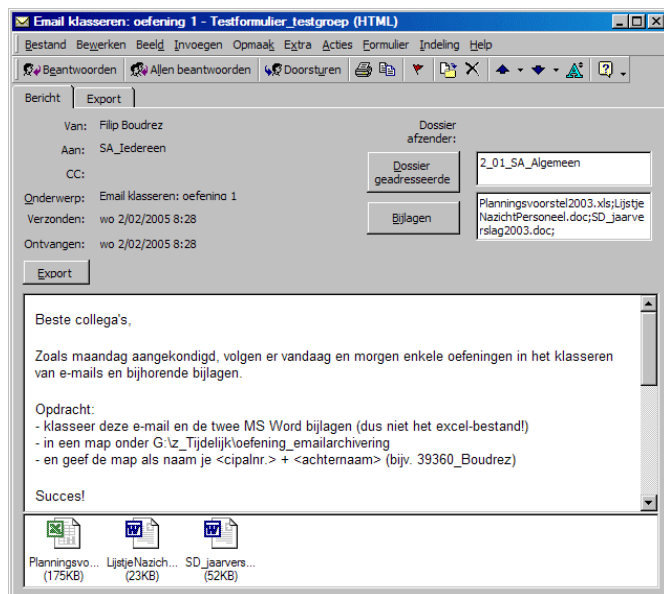 Email klasseren: oefening 1 - Testformulier_testgroep (HTML)
Bestand Bewerken Beeld Invoegen Opmaak Extra Acties Formulier Indeling Help
Beantwoorden Allen beantwoorden Doorsturen
Bericht Export
Van: Filip Boudrez
Aan: SA_Iedereen
CC:
Onderwerp: Email klasseren: oefening 1
Verzonden: wo 2/02/2005 8:28
Ontvangen: wo 2/02/2005 8:28
Dossier
afzender:
Dossier
geadresseerde
2_01_SA_Algemeen
Bijlagen
Planningsvoorstel2003.xls;Lijstje
NazichtPersoneel.doc;SD_jaarve
rslag2003.doc;
Export
Beste collega's,
Zoals maandag aangekondigd, volgen er vandaag en morgen enkele oefeningen in het klasseren
van e-mails en bijhorende bijlagen.
Opdracht:
- klasseer deze e-mail en de twee MS Word bijlagen (dus niet het excel-bestand!)
- in een map onder G:\z_Tijdelijk\oefening_emailarchivering
- en geef de map als naam je <cipalnr.> + <achternaam> (bijv. 39360_Boudrez)
Succes!
Planningsvo... LijstjeNazich... SD_jaarvers...
(175KB) (23KB) (52KB)